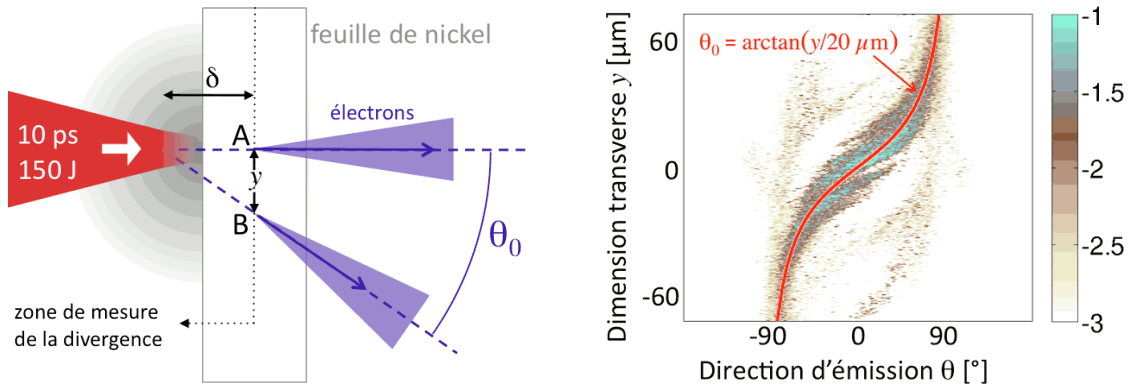 feuille de nickel
δ
électrons
10 ps
150 J
A
y
B
θ₀
zone de mesure
de la divergence
θ₀ = arctan(y/20 µm)
Dimension transverse y [µm]
60
0
-60
-90
0
90
Direction d'émission θ [°]
-1
-1.5
-2
-2.5
-3